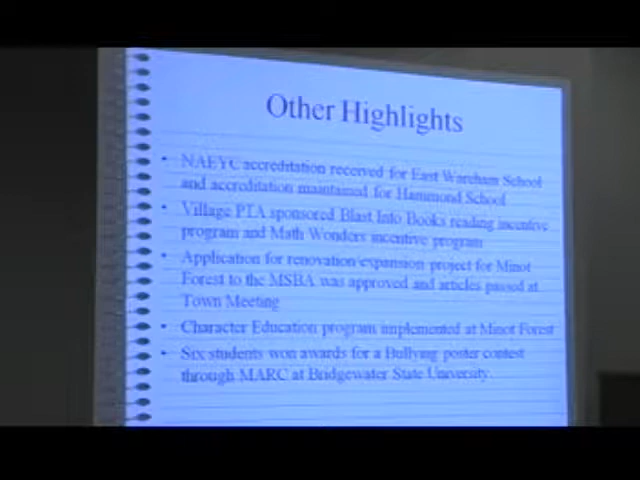 Other Highlights
• NAEYC accreditation received for East Wareham School
and accreditation maintained for Hammond School
• Village PTA sponsored Blast Into Books reading incentive
program and Math Wonders incentive program
• Application for renovation/expansion project for Minot
Forest to the MSBA was approved and articles passed at
Town Meeting
• Character Education program implemented at Minot Forest
• Six students won awards for a Bullying poster contest
through MARC at Bridgewater State University.